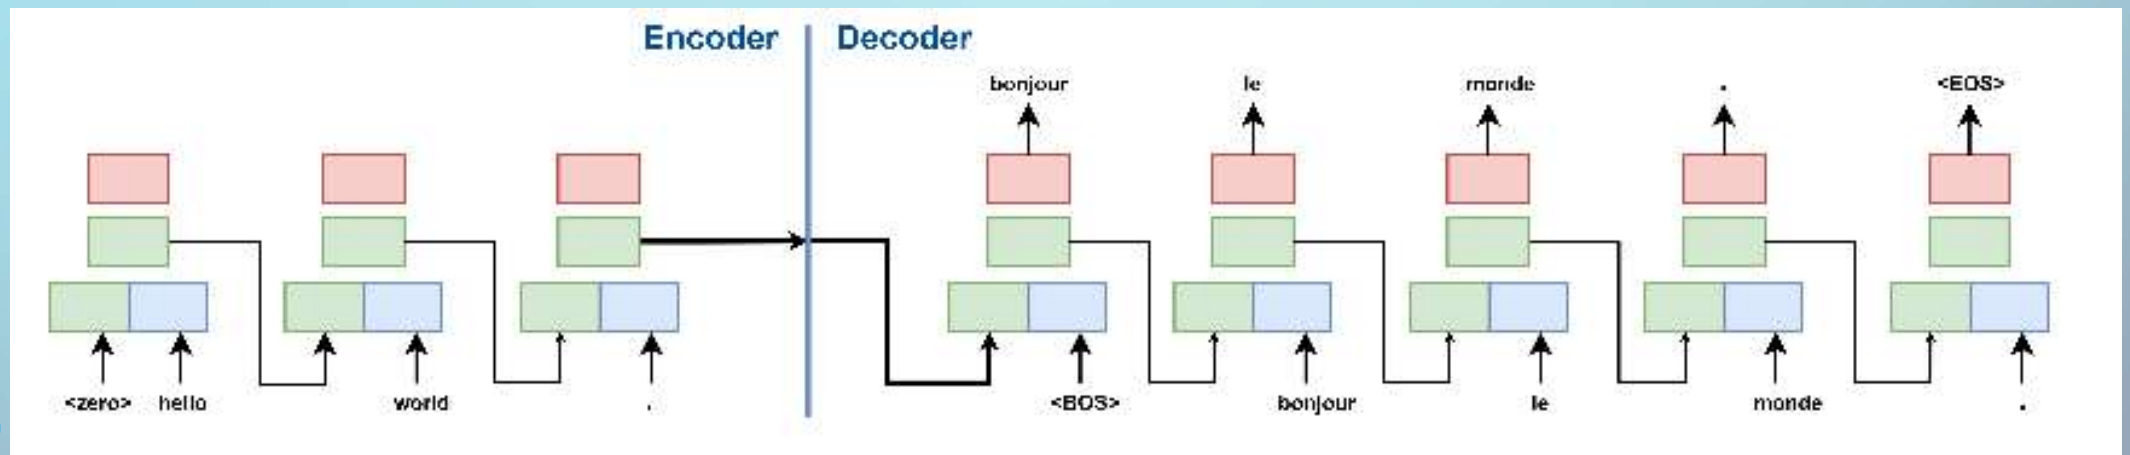 Encoder Decoder
bonjour le monde . <EOS>
<zero> hello world . <BOS> bonjour le monde .